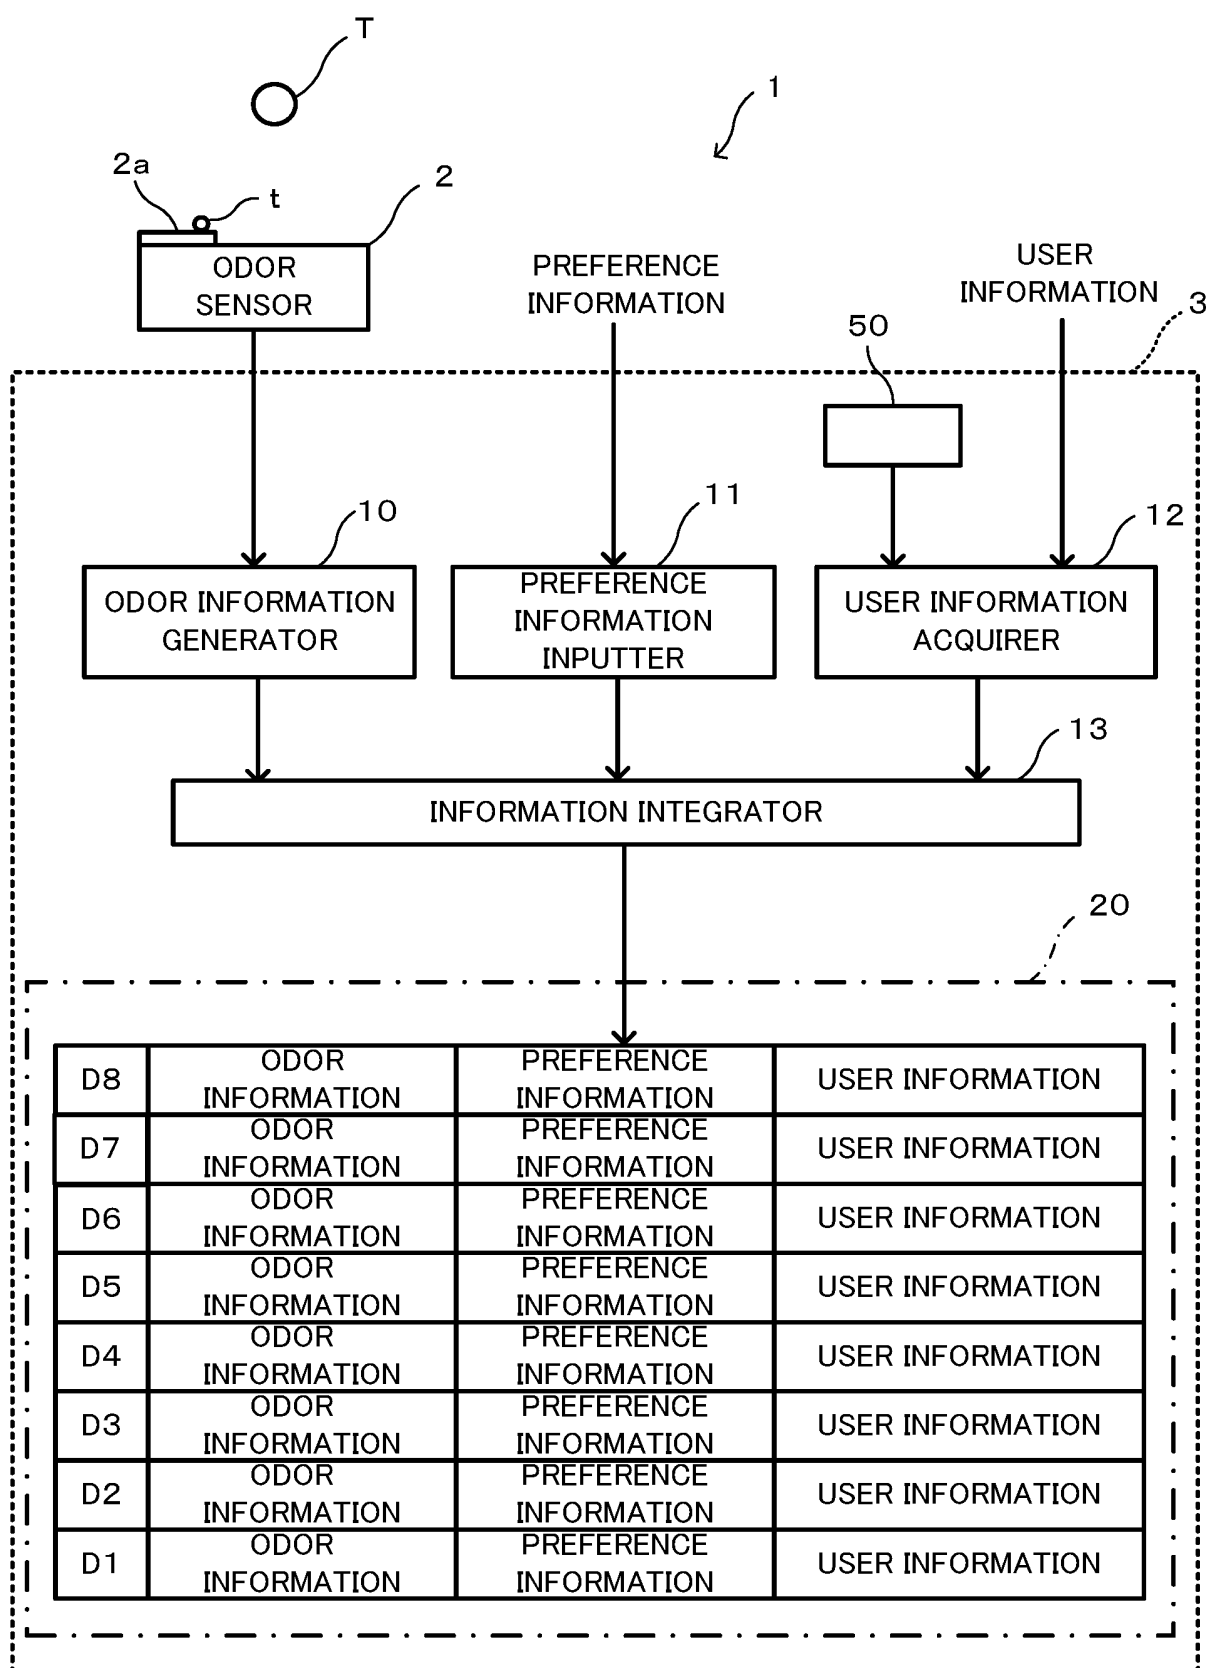 T
1
2a
t
2
ODOR
SENSOR
PREFERENCE
INFORMATION
USER
INFORMATION
3
50
10
11
12
ODOR INFORMATION
GENERATOR
PREFERENCE
INFORMATION
INPUTTER
USER INFORMATION
ACQUIRER
13
INFORMATION INTEGRATOR
20
D8
ODOR
INFORMATION
PREFERENCE
INFORMATION
USER INFORMATION
D7
ODOR
INFORMATION
PREFERENCE
INFORMATION
USER INFORMATION
D6
ODOR
INFORMATION
PREFERENCE
INFORMATION
USER INFORMATION
D5
ODOR
INFORMATION
PREFERENCE
INFORMATION
USER INFORMATION
D4
ODOR
INFORMATION
PREFERENCE
INFORMATION
USER INFORMATION
D3
ODOR
INFORMATION
PREFERENCE
INFORMATION
USER INFORMATION
D2
ODOR
INFORMATION
PREFERENCE
INFORMATION
USER INFORMATION
D1
ODOR
INFORMATION
PREFERENCE
INFORMATION
USER INFORMATION